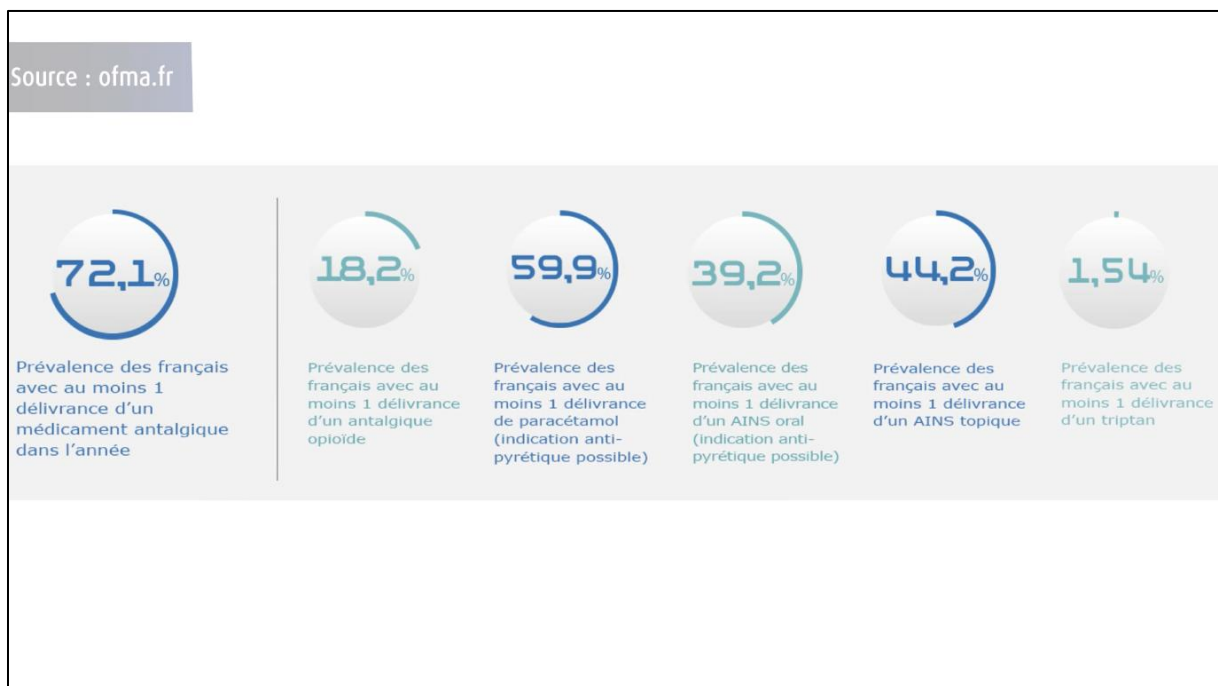 Source : ofma.fr
72,1%
Prévalence des français
avec au moins 1
délivrance d'un
médicament antalgique
dans l'année
18,2%
Prévalence des
français avec au
moins 1 délivrance
d'un antalgique
opioïde
59,9%
Prévalence des
français avec au
moins 1 délivrance
de paracétamol
(indication anti-
pyrétique possible)
39,2%
Prévalence des
français avec au
moins 1 délivrance
d'un AINS oral
(indication anti-
pyrétique possible)
44,2%
Prévalence des
français avec au
moins 1 délivrance
d'un AINS topique
1,54%
Prévalence des
français avec au
moins 1 délivrance
d'un triptan